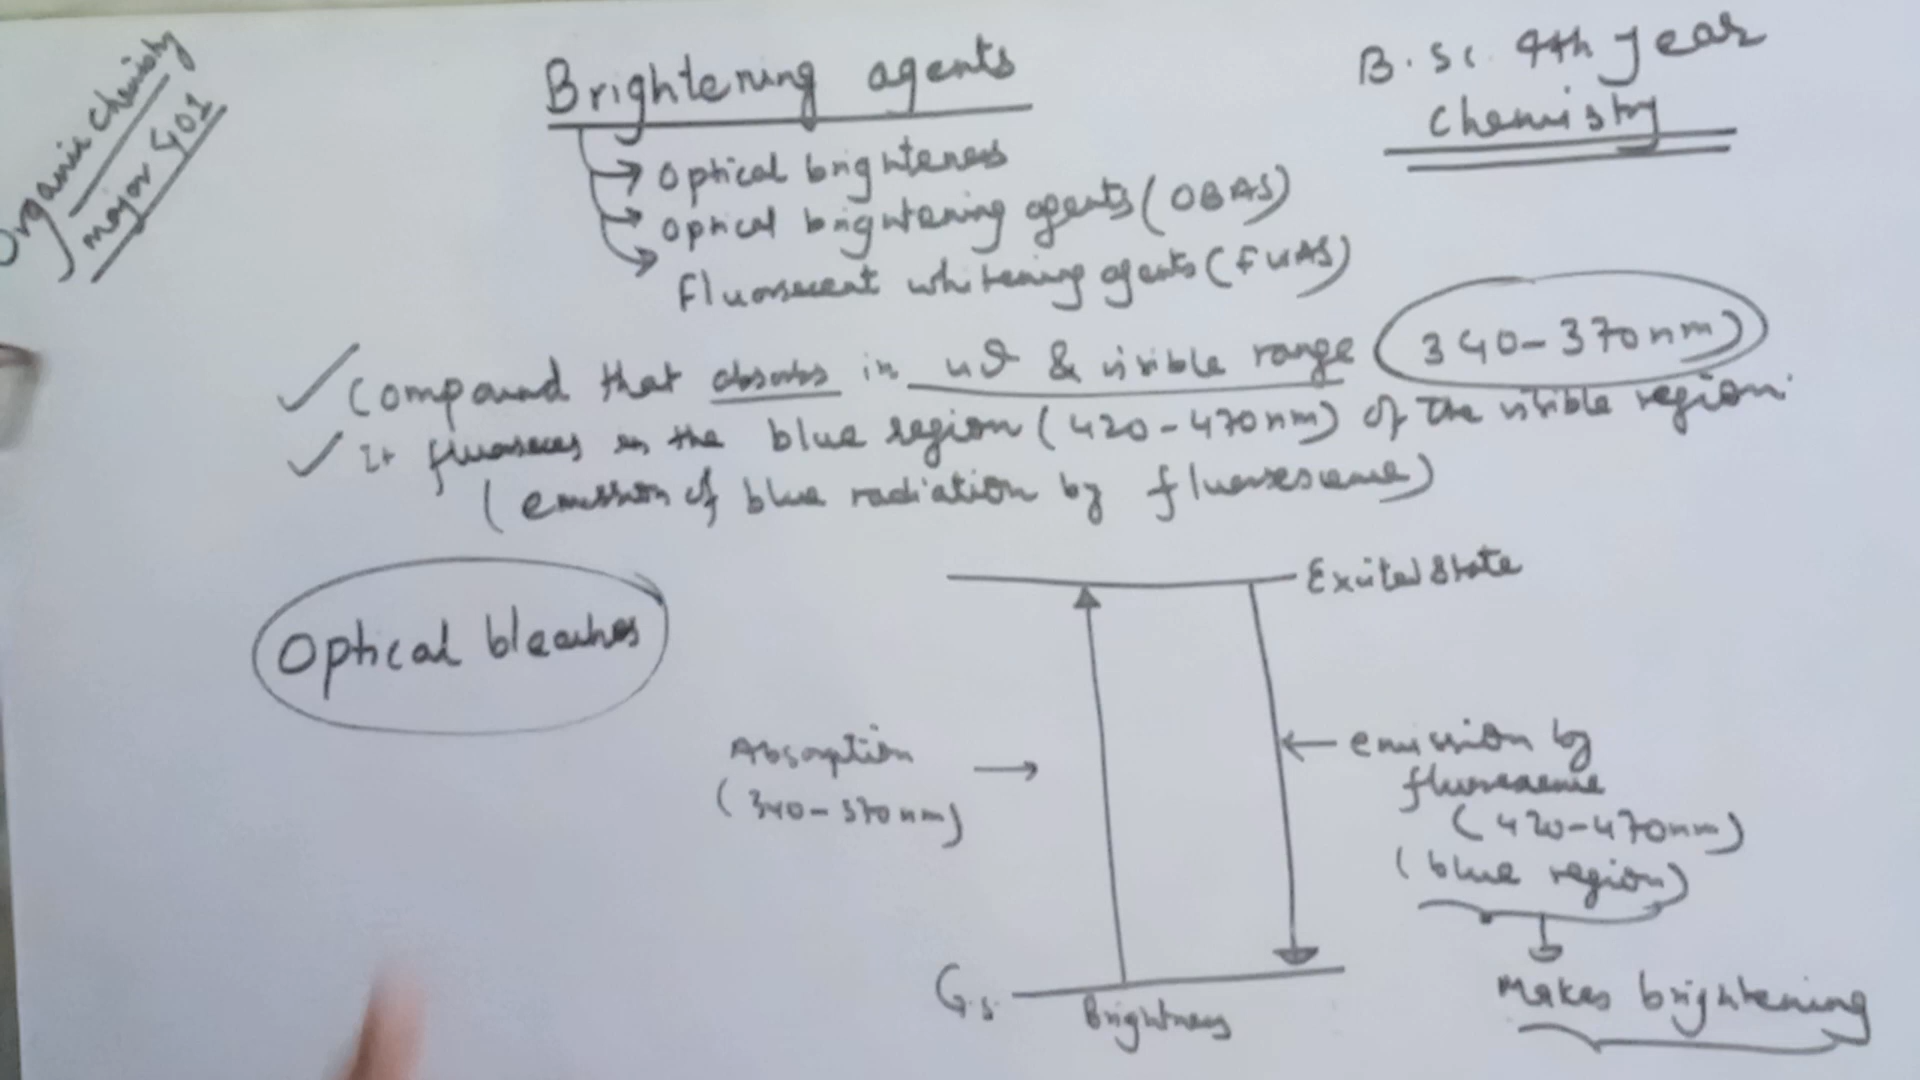 Organic Chemistry
major 401
Brightening agents
B.Sc. 4th year
Chemistry
→ Optical brighteners
→ Optical brightening agents (OBAS)
→ Fluorescent whitening agents (FWAS)
✓ Compound that absorbs in UV & visible range (340-370nm)
✓ It fluoresces in the blue region (420-470nm) of the visible region.
(emission of blue radiation by fluorescence)
Optical bleaches
Excited state
Absorption →
(340-370nm)
← emission by
fluorescence
(420-470nm)
(blue region)
Makes brightening
G.S.
Brightness